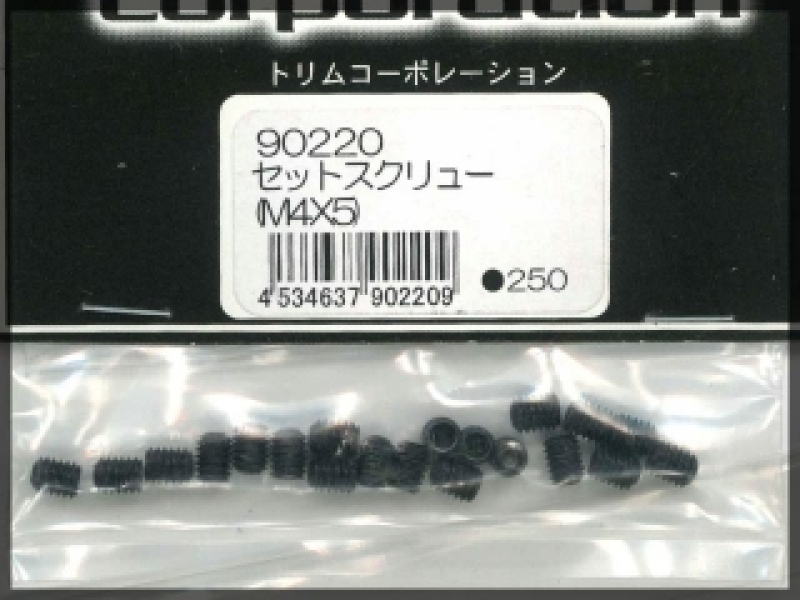 corporation
トリムコーポレーション
90220
セットスクリュー
(M4X5)
●250
4 534637 902209